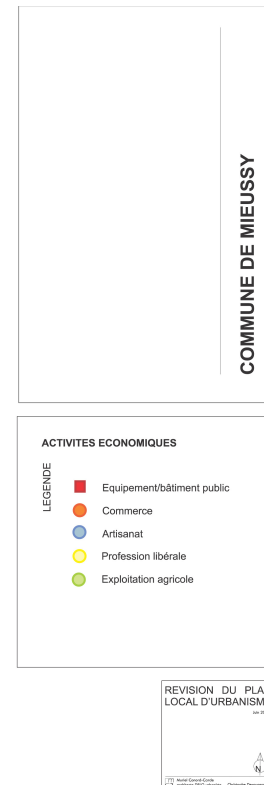 COMMUNE DE MIEUSSY
ACTIVITES ECONOMIQUES
LEGENDE
Equipement/bâtiment public
Commerce
Artisanat
Profession libérale
Exploitation agricole
REVISION DU PLA
LOCAL D'URBANISM
N